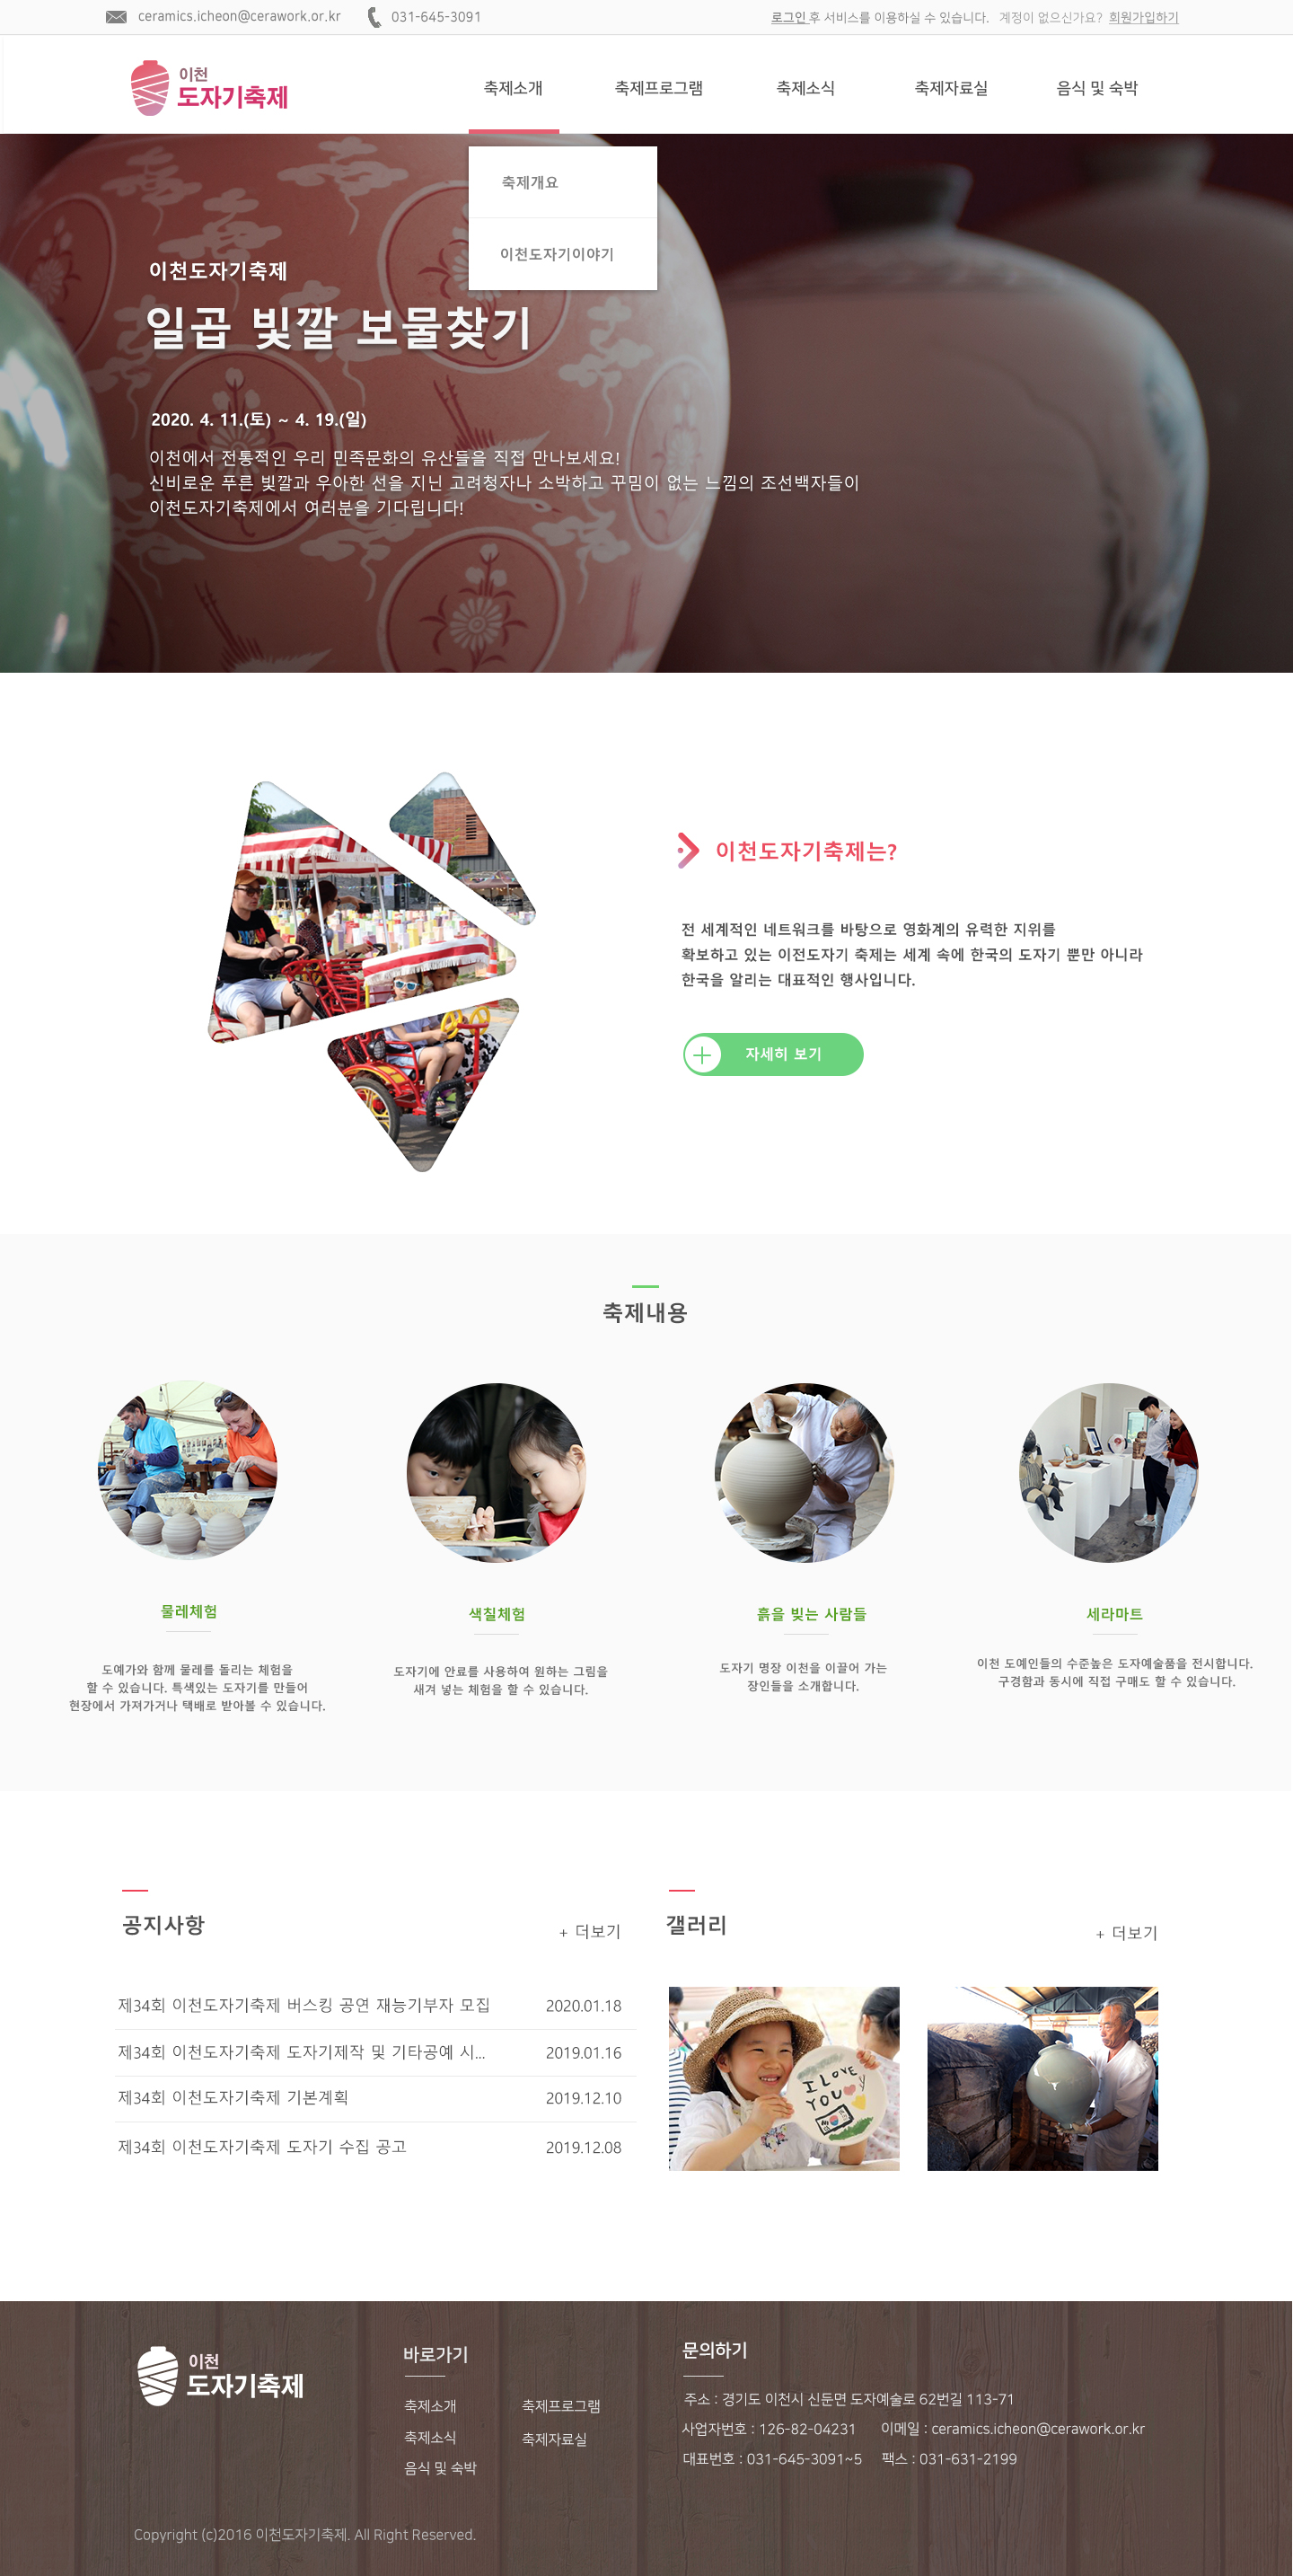 ceramics.icheon@cerawork.or.kr 031-645-3091 로그인 후 서비스를 이용하실 수 있습니다. 계정이 없으신가요? 회원가입하기
이천
도자기축제
축제소개 축제프로그램 축제소식 축제자료실 음식 및 숙박
축제개요
이천도자기이야기
이천도자기축제
일곱 빛깔 보물찾기
2020. 4. 11.(토) ~ 4. 19.(일)
이천에서 전통적인 우리 민족문화의 유산들을 직접 만나보세요!
신비로운 푸른 빛깔과 우아한 선을 지닌 고려청자나 소박하고 꾸밈이 없는 느낌의 조선백자들이
이천도자기축제에서 여러분을 기다립니다!
이천도자기축제는?
전 세계적인 네트워크를 바탕으로 영화계의 유력한 지위를
확보하고 있는 이전도자기 축제는 세계 속에 한국의 도자기 뿐만 아니라
한국을 알리는 대표적인 행사입니다.
자세히 보기
축제내용
물레체험
도예가와 함께 물레를 돌리는 체험을
할 수 있습니다. 특색있는 도자기를 만들어
현장에서 가져가거나 택배로 받아볼 수 있습니다.
색칠체험
도자기에 안료를 사용하여 원하는 그림을
새겨 넣는 체험을 할 수 있습니다.
흙을 빚는 사람들
도자기 명장 이천을 이끌어 가는
장인들을 소개합니다.
세라마트
이천 도예인들의 수준높은 도자예술품을 전시합니다.
구경함과 동시에 직접 구매도 할 수 있습니다.
공지사항
+ 더보기
제34회 이천도자기축제 버스킹 공연 재능기부자 모집 2020.01.18
제34회 이천도자기축제 도자기제작 및 기타공예 시... 2019.01.16
제34회 이천도자기축제 기본계획 2019.12.10
제34회 이천도자기축제 도자기 수집 공고 2019.12.08
갤러리
+ 더보기
I LOVE
YOU
이천
도자기축제
바로가기
축제소개 축제프로그램
축제소식 축제자료실
음식 및 숙박
문의하기
주소 : 경기도 이천시 신둔면 도자예술로 62번길 113-71
사업자번호 : 126-82-04231 이메일 : ceramics.icheon@cerawork.or.kr
대표번호 : 031-645-3091~5 팩스 : 031-631-2199
Copyright (c)2016 이천도자기축제. All Right Reserved.